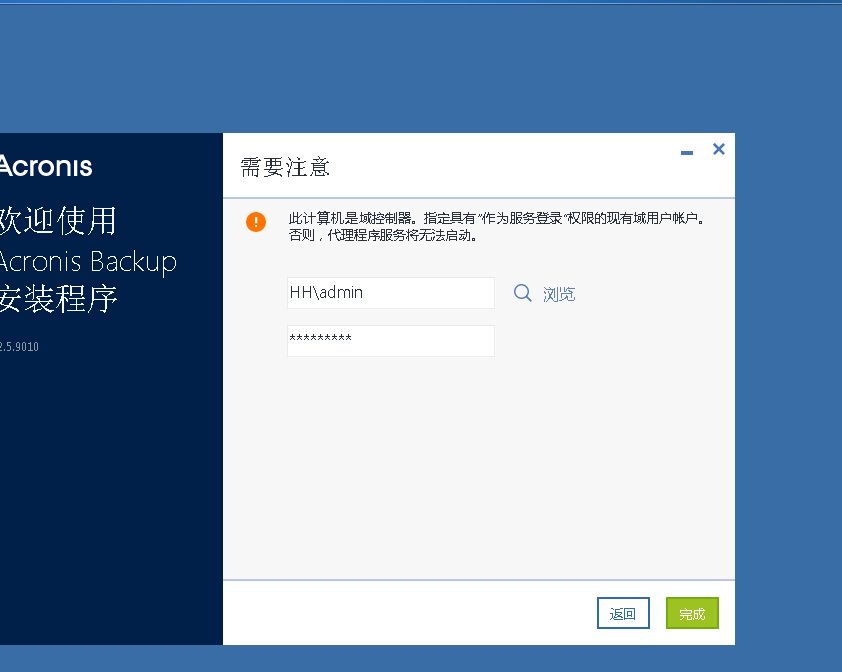 Acronis
欢迎使用
Acronis Backup
安装程序
2.5.9010
需要注意
此计算机是域控制器。指定具有"作为服务登录"权限的现有域用户帐户。
否则，代理程序服务将无法启动。
HH\admin
浏览
*********
返回
完成